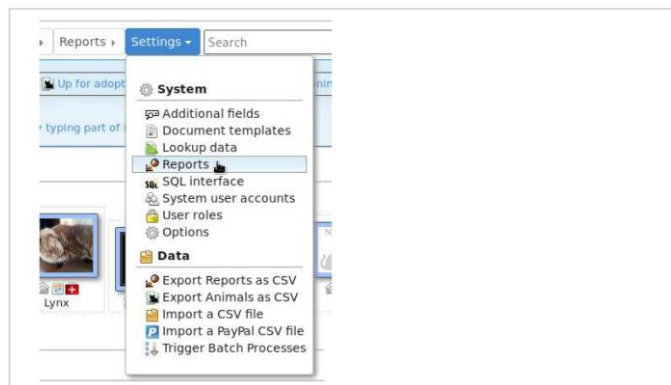 Reports Settings Search
Up for adopt
System
Additional fields
typing part of
Document templates
Lookup data
Reports
SQL interface
System user accounts
User roles
Options
Data
Export Reports as CSV
Export Animals as CSV
Lynx
Import a CSV file
Import a PayPal CSV file
Trigger Batch Processes